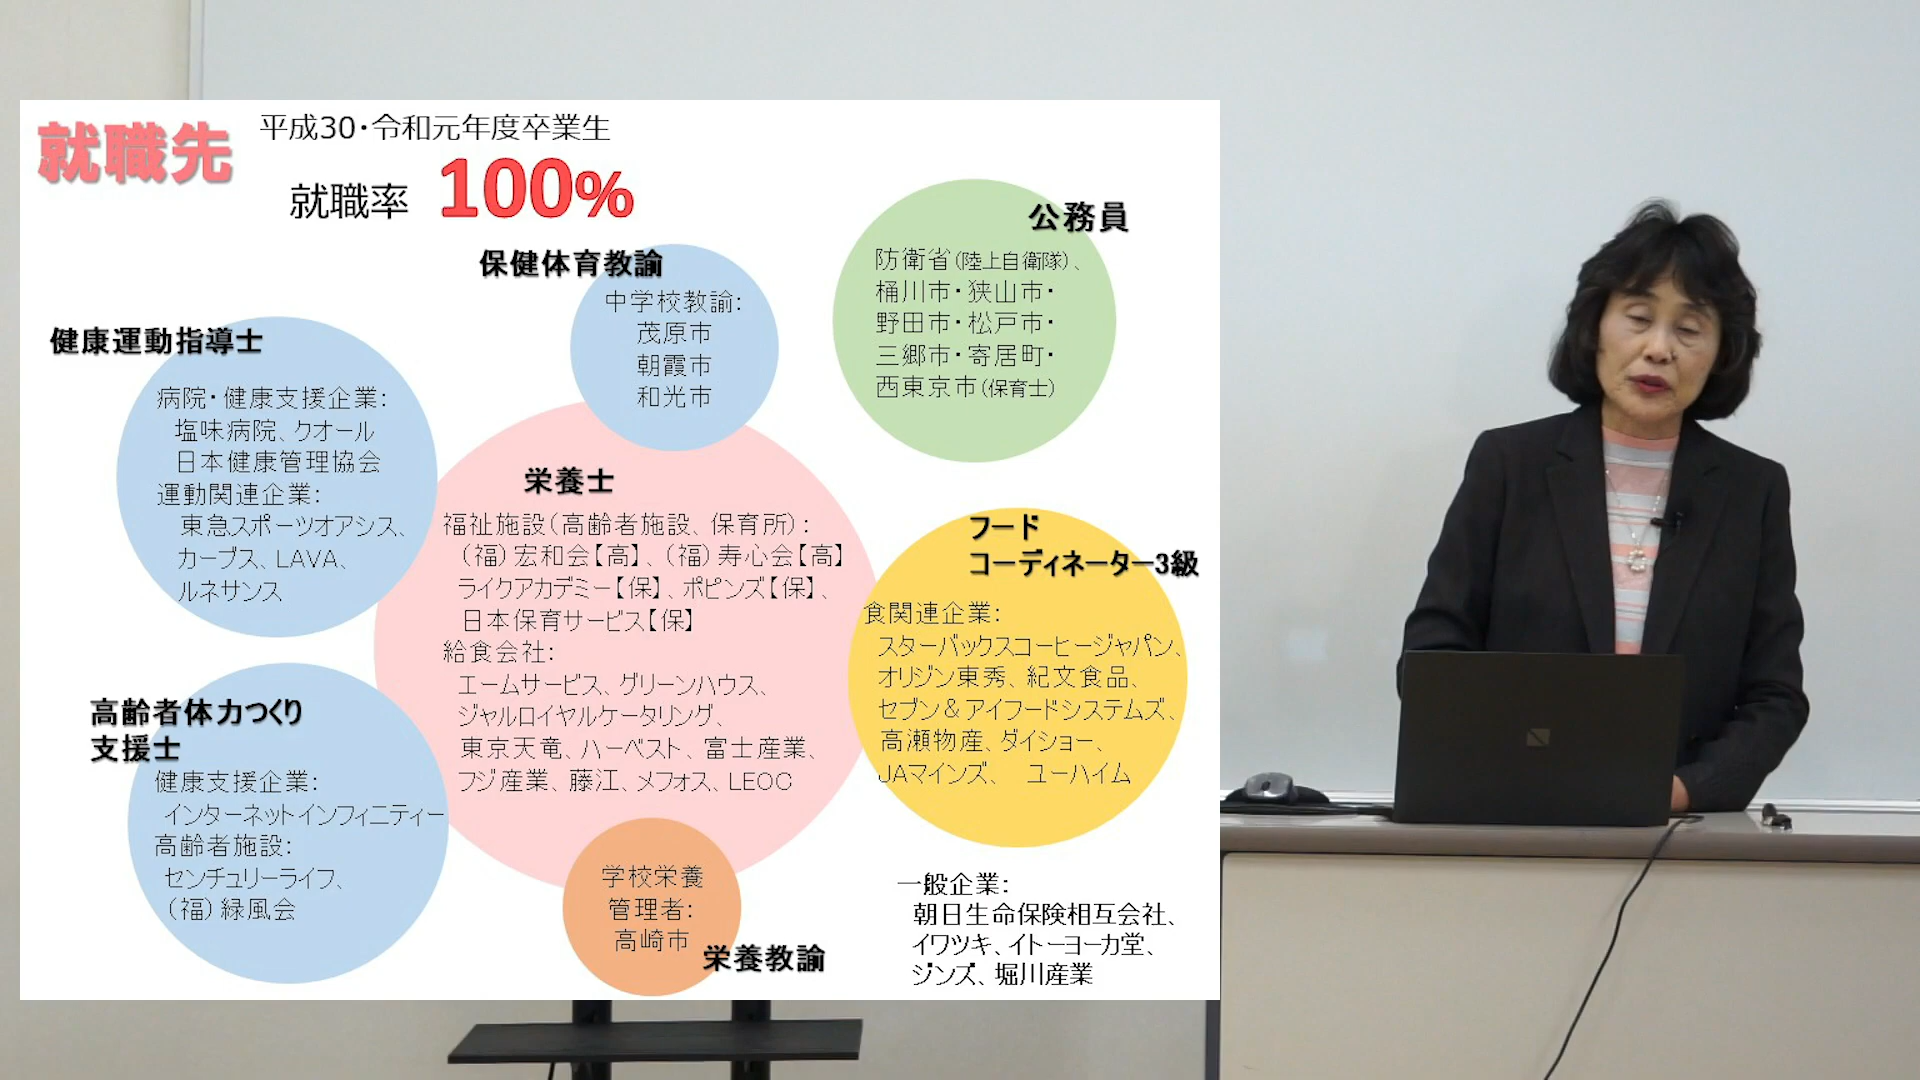 就職先
平成30・令和元年度卒業生
就職率 100%
保健体育教諭
中学校教諭:
茂原市
朝霞市
和光市
公務員
防衛省(陸上自衛隊)、
桶川市・狭山市・
野田市・松戸市・
三郷市・寄居町・
西東京市(保育士)
健康運動指導士
病院・健康支援企業:
塩味病院、クオール
日本健康管理協会
運動関連企業:
東急スポーツオアシス、
カーブス、LAVA、
ルネサンス
栄養士
福祉施設(高齢者施設、保育所):
(福)宏和会【高】、(福)寿心会【高】
ライクアカデミー【保】、ポピンズ【保】、
日本保育サービス【保】
給食会社:
エームサービス、グリーンハウス、
ジャルロイヤルケータリング、
東京天竜、ハーベスト、富士産業、
フジ産業、藤江、メフォス、LEOC
フード
コーディネーター3級
食関連企業:
スターバックスコーヒージャパン、
オリジン東秀、紀文食品、
セブン&アイフードシステムズ、
高瀬物産、ダイショー、
JAマインズ、 ユーハイム
高齢者体力つくり
支援士
健康支援企業:
インターネットインフィニティー
高齢者施設:
センチュリーライフ、
(福)緑風会
学校栄養
管理者:
高崎市
栄養教諭
一般企業:
朝日生命保険相互会社、
イワツキ、イトーヨーカ堂、
ジンズ、堀川産業